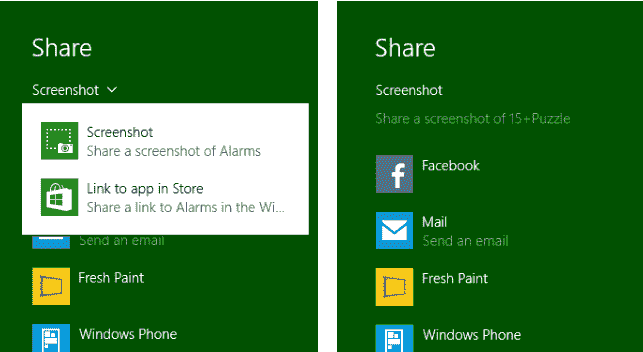 Share
Screenshot
Screenshot
Share a screenshot of Alarms
Link to app in Store
Share a link to Alarms in the Wi...
Send an email
Fresh Paint
Windows Phone
Share
Screenshot
Share a screenshot of 15+Puzzle
Facebook
Mail
Send an email
Fresh Paint
Windows Phone